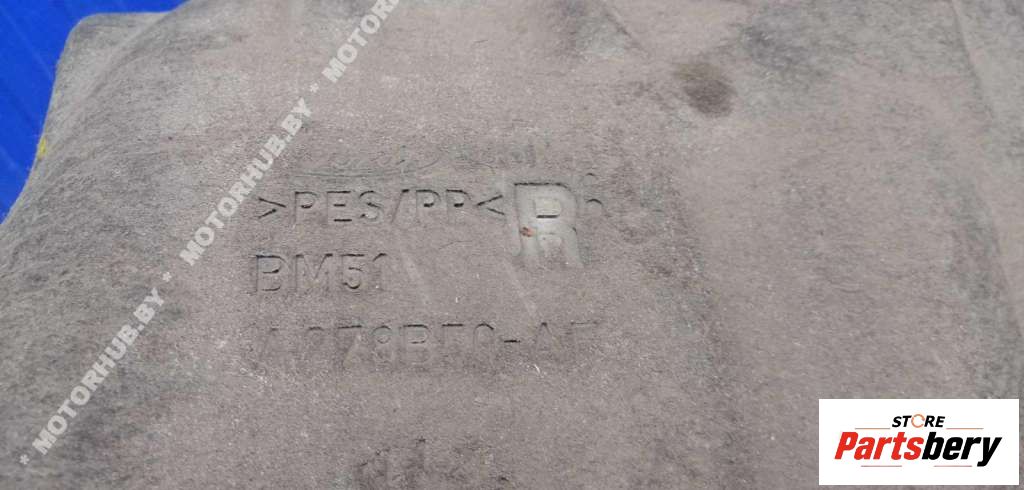 * MOTORHUB.BY * MOTORHUB.BY * MOTORHUB.BY *
>PES/PP< R
BM51
STORE
Partsbery